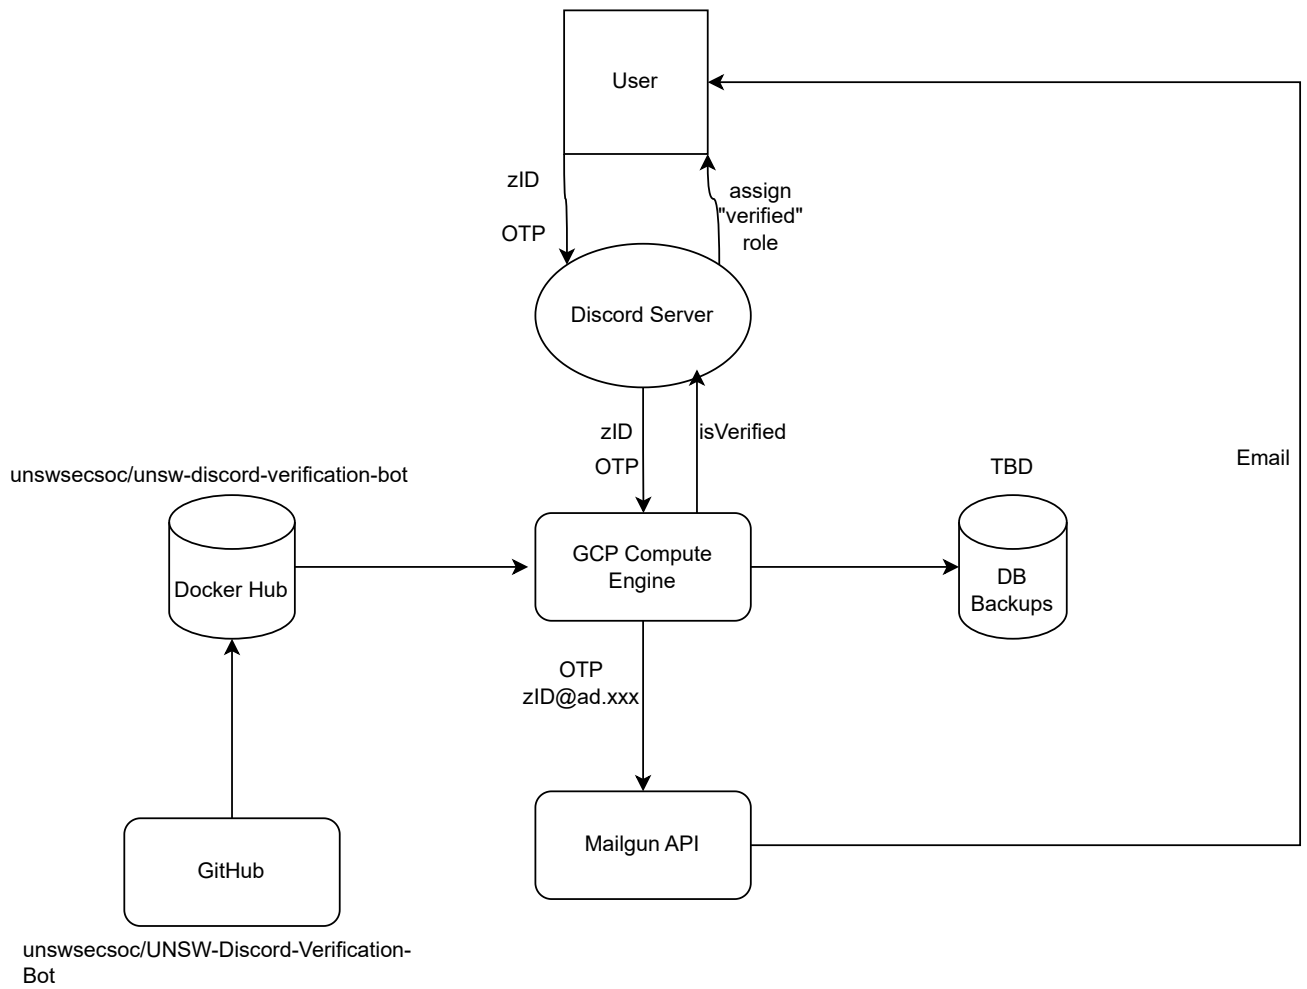 User
zID
OTP
assign
"verified"
role
Discord Server
zID
OTP
isVerified
Email
unswsecsoc/unsw-discord-verification-bot
TBD
Docker Hub
GCP Compute
Engine
DB
Backups
OTP
zID@ad.xxx
Mailgun API
GitHub
unswsecsoc/UNSW-Discord-Verification-
Bot